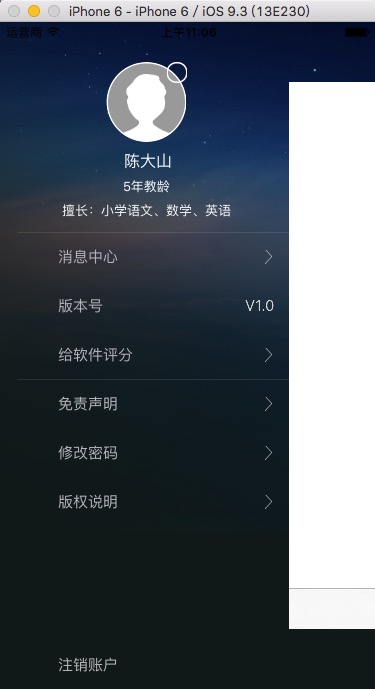 iPhone 6 - iPhone 6 / iOS 9.3 (13E230)
运营商 上午11:06
陈大山
5年教龄
擅长：小学语文、数学、英语
消息中心
版本号 V1.0
给软件评分
免责声明
修改密码
版权说明
注销账户